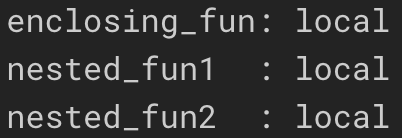 enclosing_fun: local
nested_fun1  : local
nested_fun2  : local